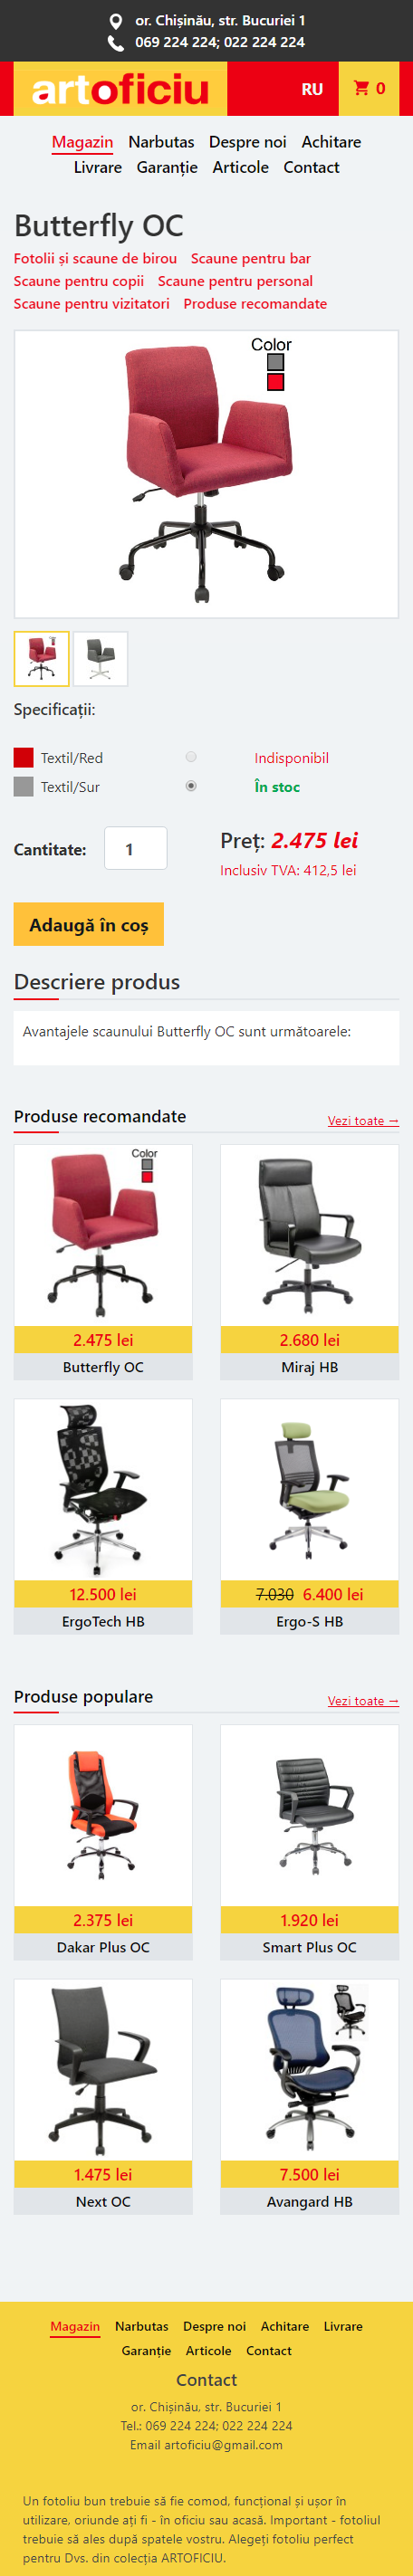 or. Chișinău, str. Bucuriei 1
069 224 224; 022 224 224
artoficiu
RU
0
Magazin Narbutas Despre noi Achitare
Livrare Garanție Articole Contact
Butterfly OC
Fotolii și scaune de birou Scaune pentru bar
Scaune pentru copii Scaune pentru personal
Scaune pentru vizitatori Produse recomandate
Color
Specificații:
Textil/Red Indisponibil
Textil/Sur În stoc
Cantitate: 1 Preț: 2.475 lei
Inclusiv TVA: 412,5 lei
Adaugă în coș
Descriere produs
Avantajele scaunului Butterfly OC sunt următoarele:
Produse recomandate Vezi toate →
Color
2.475 lei 2.680 lei
Butterfly OC Miraj HB
12.500 lei 7.030 6.400 lei
ErgoTech HB Ergo-S HB
Produse populare Vezi toate →
2.375 lei 1.920 lei
Dakar Plus OC Smart Plus OC
1.475 lei 7.500 lei
Next OC Avangard HB
Magazin Narbutas Despre noi Achitare Livrare
Garanție Articole Contact
Contact
or. Chișinău, str. Bucuriei 1
Tel.: 069 224 224; 022 224 224
Email artoficiu@gmail.com
Un fotoliu bun trebuie să fie comod, funcțional și ușor în
utilizare, oriunde ați fi - în oficiu sau acasă. Important - fotoliul
trebuie să ales după spatele vostru. Alegeți fotoliu perfect
pentru Dvs. din colecția ARTOFICIU.